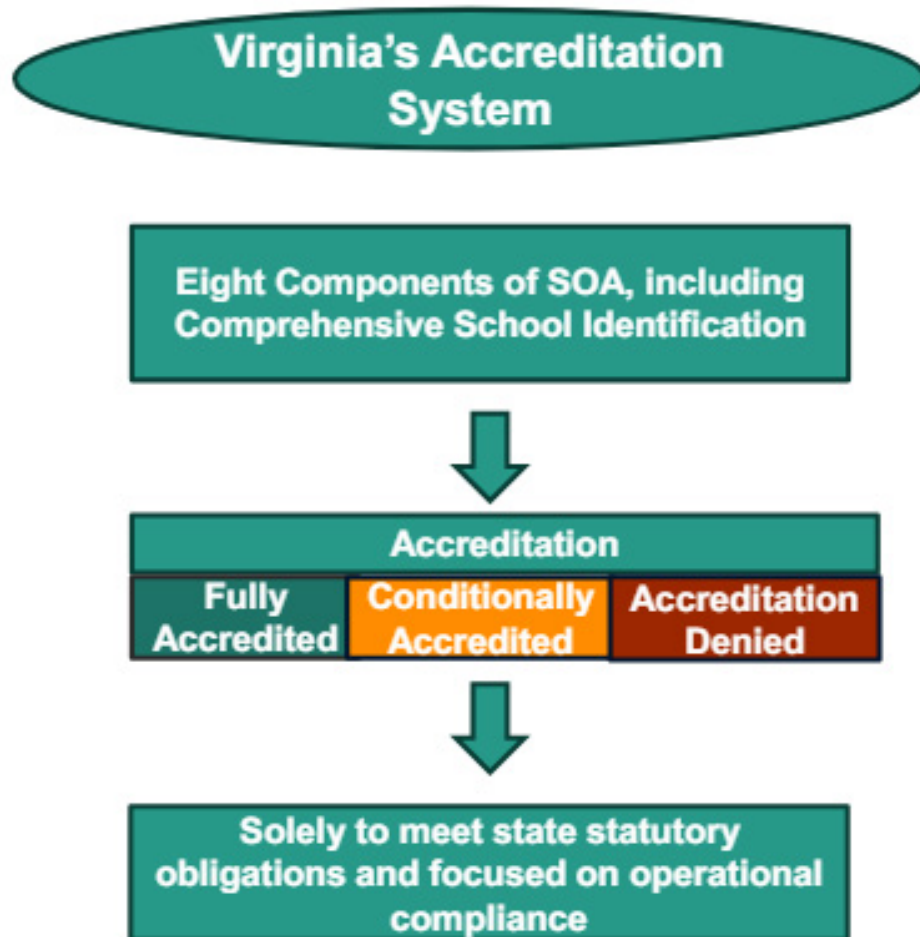 Virginia's Accreditation
System
Eight Components of SOA, including
Comprehensive School Identification
Accreditation
Fully
Accredited
Conditionally
Accredited
Accreditation
Denied
Solely to meet state statutory
obligations and focused on operational
compliance